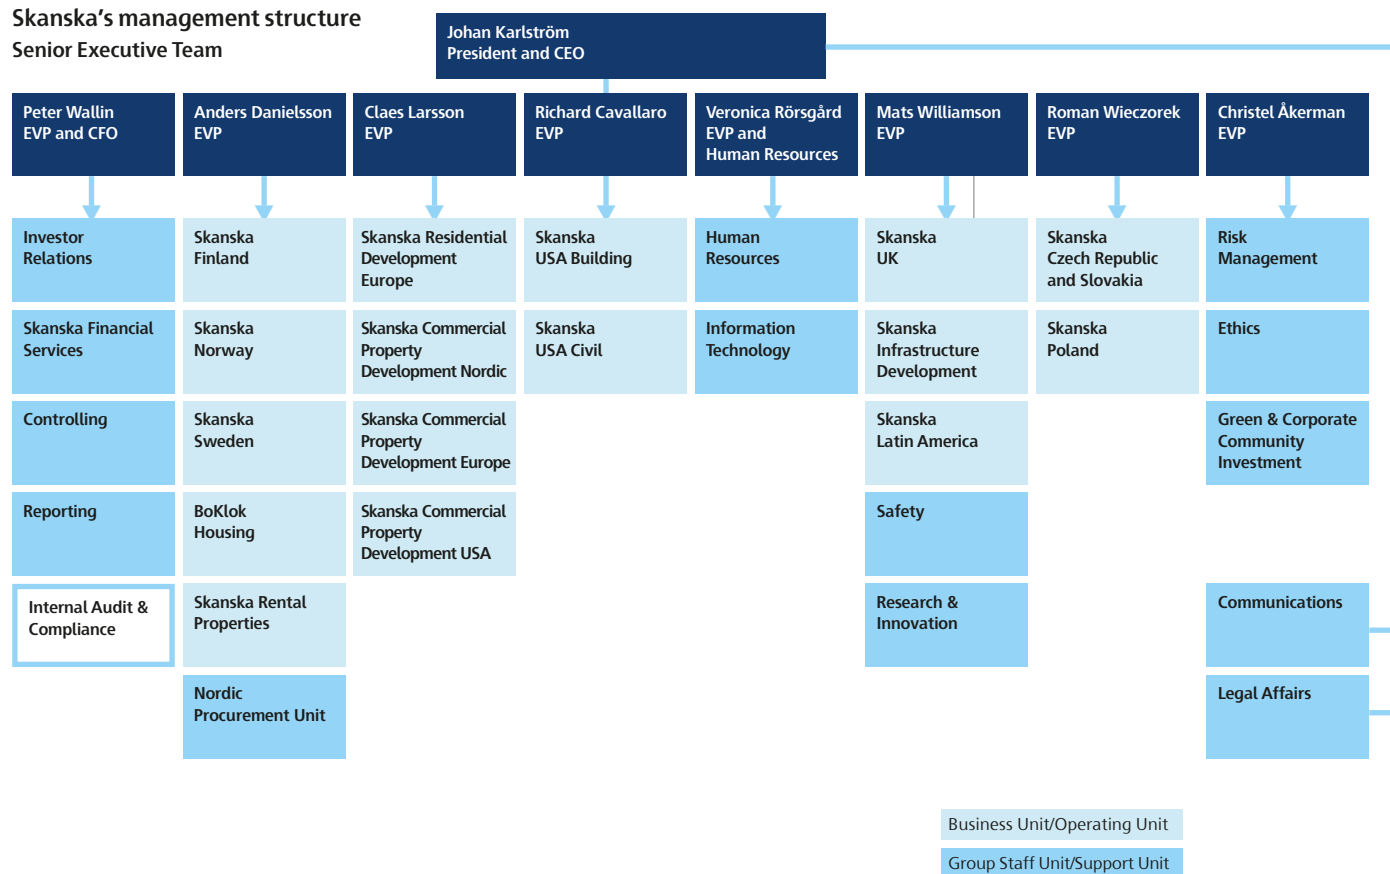 Skanska's management structure
Senior Executive Team
Johan Karlström
President and CEO
Peter Wallin
EVP and CFO
Anders Danielsson
EVP
Claes Larsson
EVP
Richard Cavallaro
EVP
Veronica Rörsgård
EVP and
Human Resources
Mats Williamson
EVP
Roman Wieczorek
EVP
Christel Åkerman
EVP
Investor
Relations
Skanska
Finland
Skanska Residential
Development
Europe
Skanska
USA Building
Human
Resources
Skanska
UK
Skanska
Czech Republic
and Slovakia
Risk
Management
Skanska Financial
Services
Skanska
Norway
Skanska Commercial
Property
Development Nordic
Skanska
USA Civil
Information
Technology
Skanska
Infrastructure
Development
Skanska
Poland
Ethics
Controlling
Skanska
Sweden
Skanska Commercial
Property
Development Europe
Skanska
Latin America
Green & Corporate
Community
Investment
Reporting
BoKlok
Housing
Skanska Commercial
Property
Development USA
Safety
Internal Audit &
Compliance
Skanska Rental
Properties
Research &
Innovation
Communications
Nordic
Procurement Unit
Legal Affairs
Business Unit/Operating Unit
Group Staff Unit/Support Unit